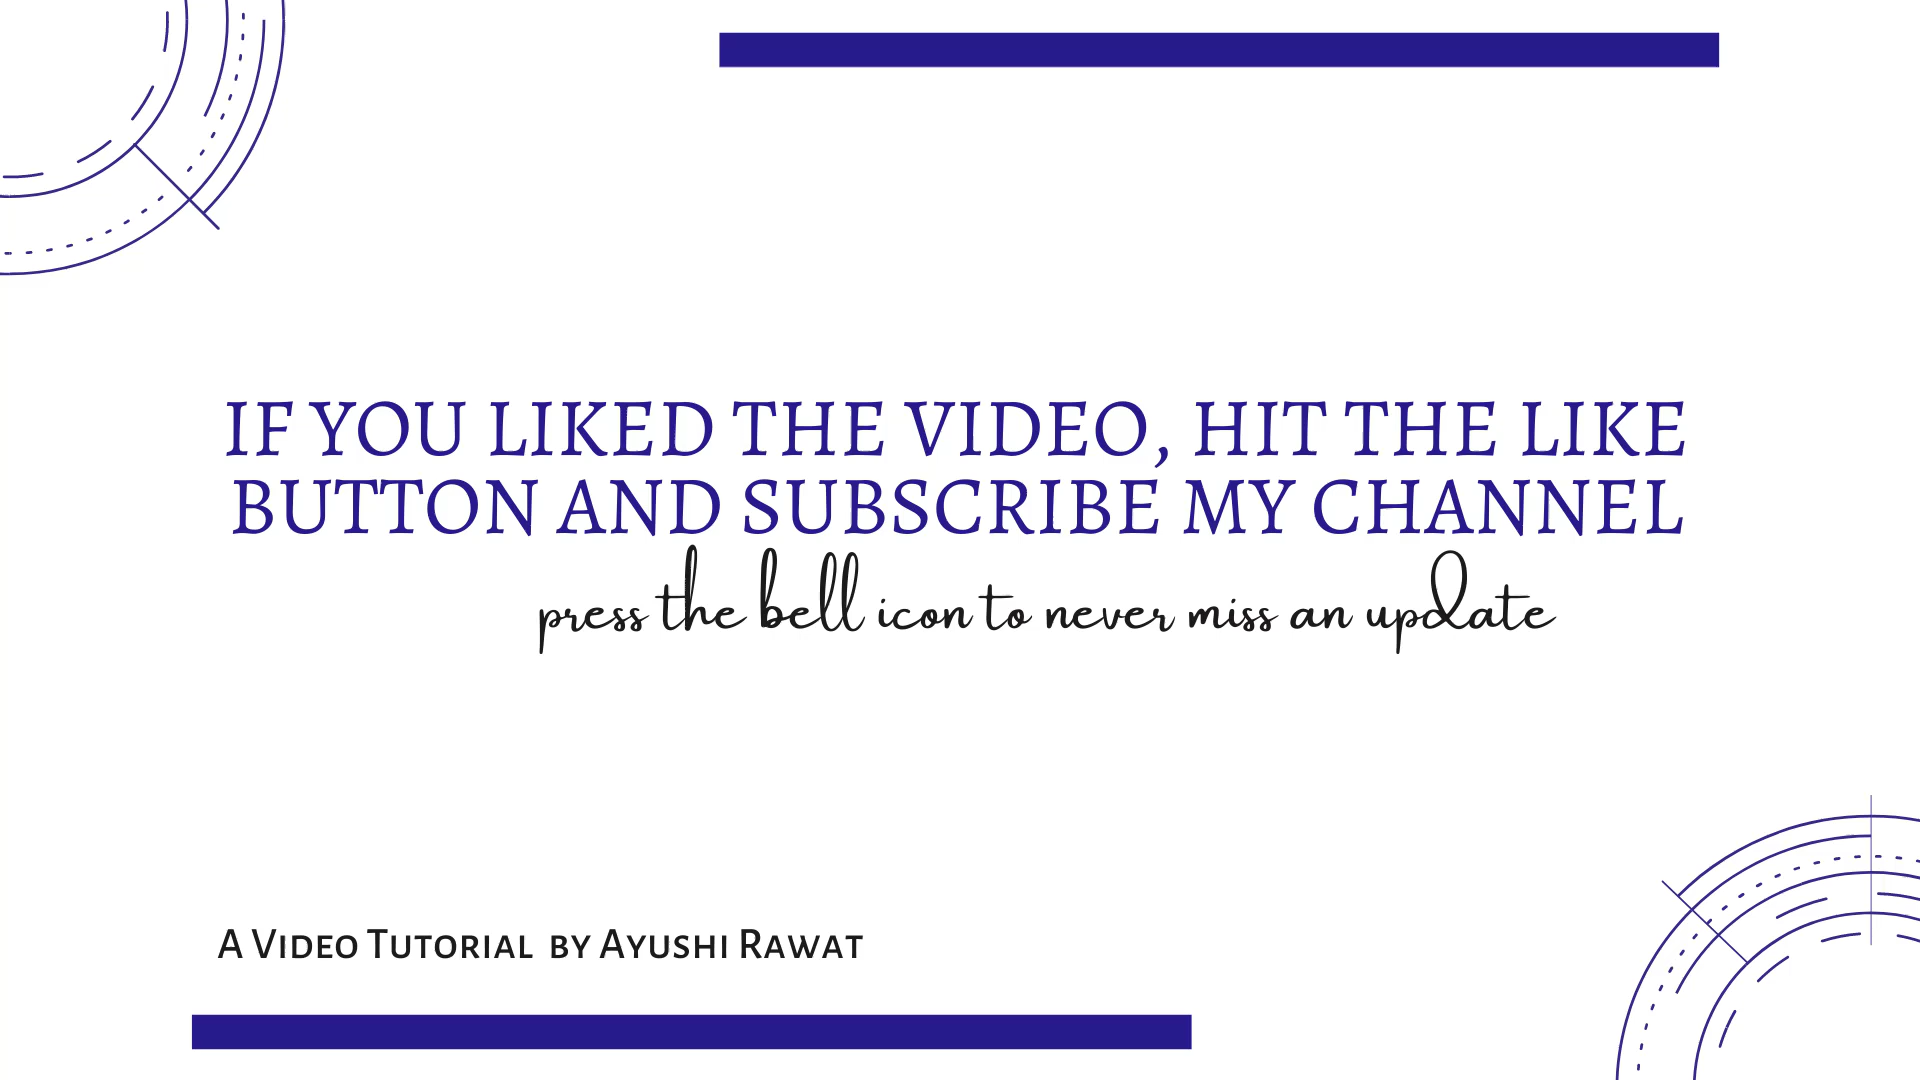 IF YOU LIKED THE VIDEO, HIT THE LIKE
BUTTON AND SUBSCRIBE MY CHANNEL
press the bell icon to never miss an update
A Video Tutorial by Ayushi Rawat